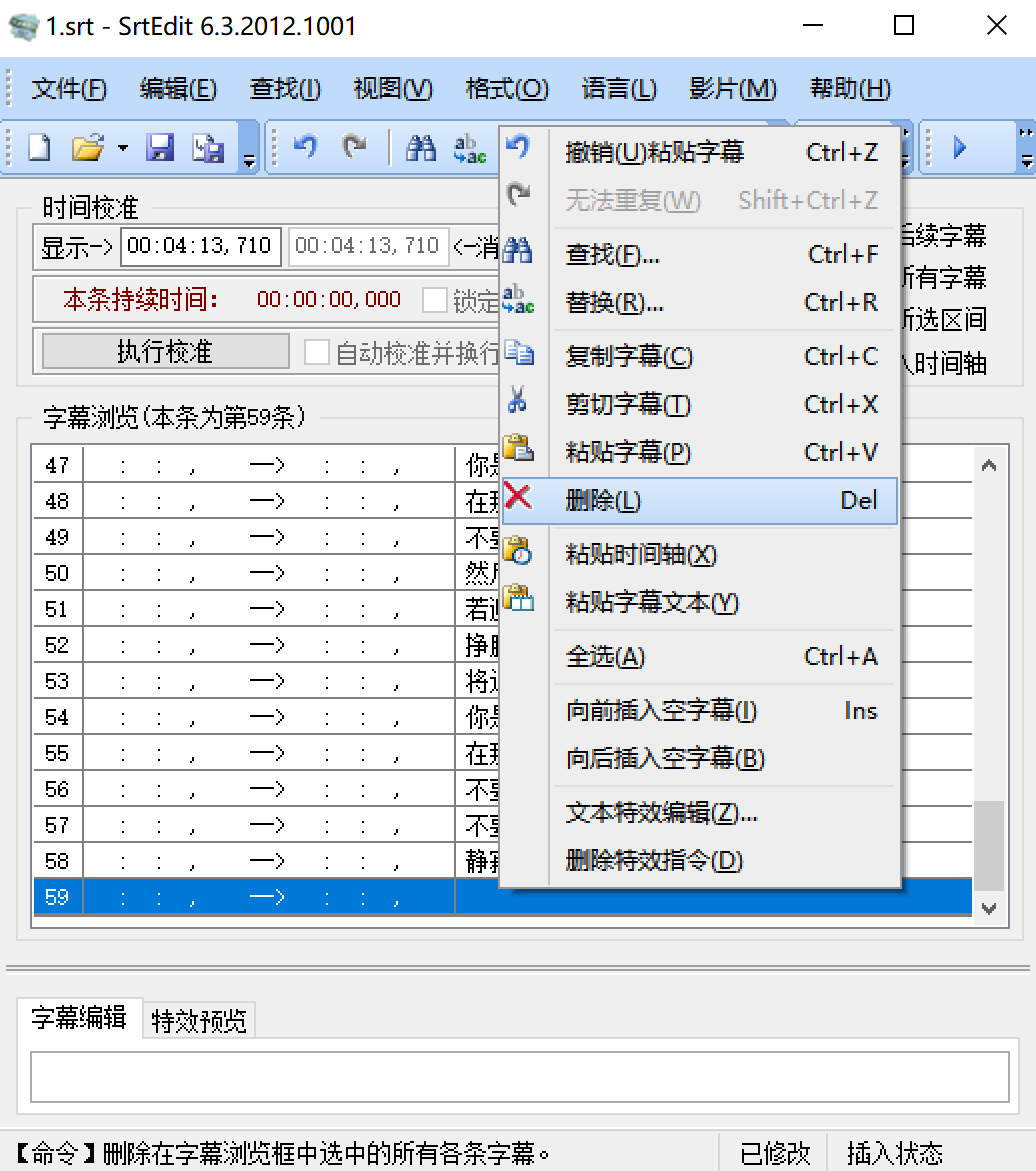 1.srt - SrtEdit 6.3.2012.1001
文件(F) 编辑(E) 查找(I) 视图(V) 格式(O) 语言(L) 影片(M) 帮助(H)
ab ac
撤销(U)粘贴字幕 Ctrl+Z
无法重复(W) Shift+Ctrl+Z
查找(F)... Ctrl+F
ab ac
替换(R)... Ctrl+R
复制字幕(C) Ctrl+C
剪切字幕(T) Ctrl+X
粘贴字幕(P) Ctrl+V
删除(L) Del
粘贴时间轴(X)
粘贴字幕文本(Y)
全选(A) Ctrl+A
向前插入空字幕(I) Ins
向后插入空字幕(B)
文本特效编辑(Z)...
删除特效指令(D)
时间校准
显示-> 00:04:13,710 00:04:13,710 <-消
后续字幕
所有字幕
本条持续时间: 00:00:00,000 锁定
所选区间
执行校准 自动校准并换行
入时间轴
字幕浏览(本条为第59条)
47 : : , —> : : , 你是
48 : : , —> : : , 在那
49 : : , —> : : , 不要
50 : : , —> : : , 然后
51 : : , —> : : , 若
52 : : , —> : : , 挣脱
53 : : , —> : : , 将这
54 : : , —> : : , 你是
55 : : , —> : : , 在那
56 : : , —> : : , 不要
57 : : , —> : : , 不要
58 : : , —> : : , 静寂
59 : : , —> : : ,
字幕编辑 特效预览
【命令】删除在字幕浏览框中选中的所有各条字幕。 已修改 插入状态